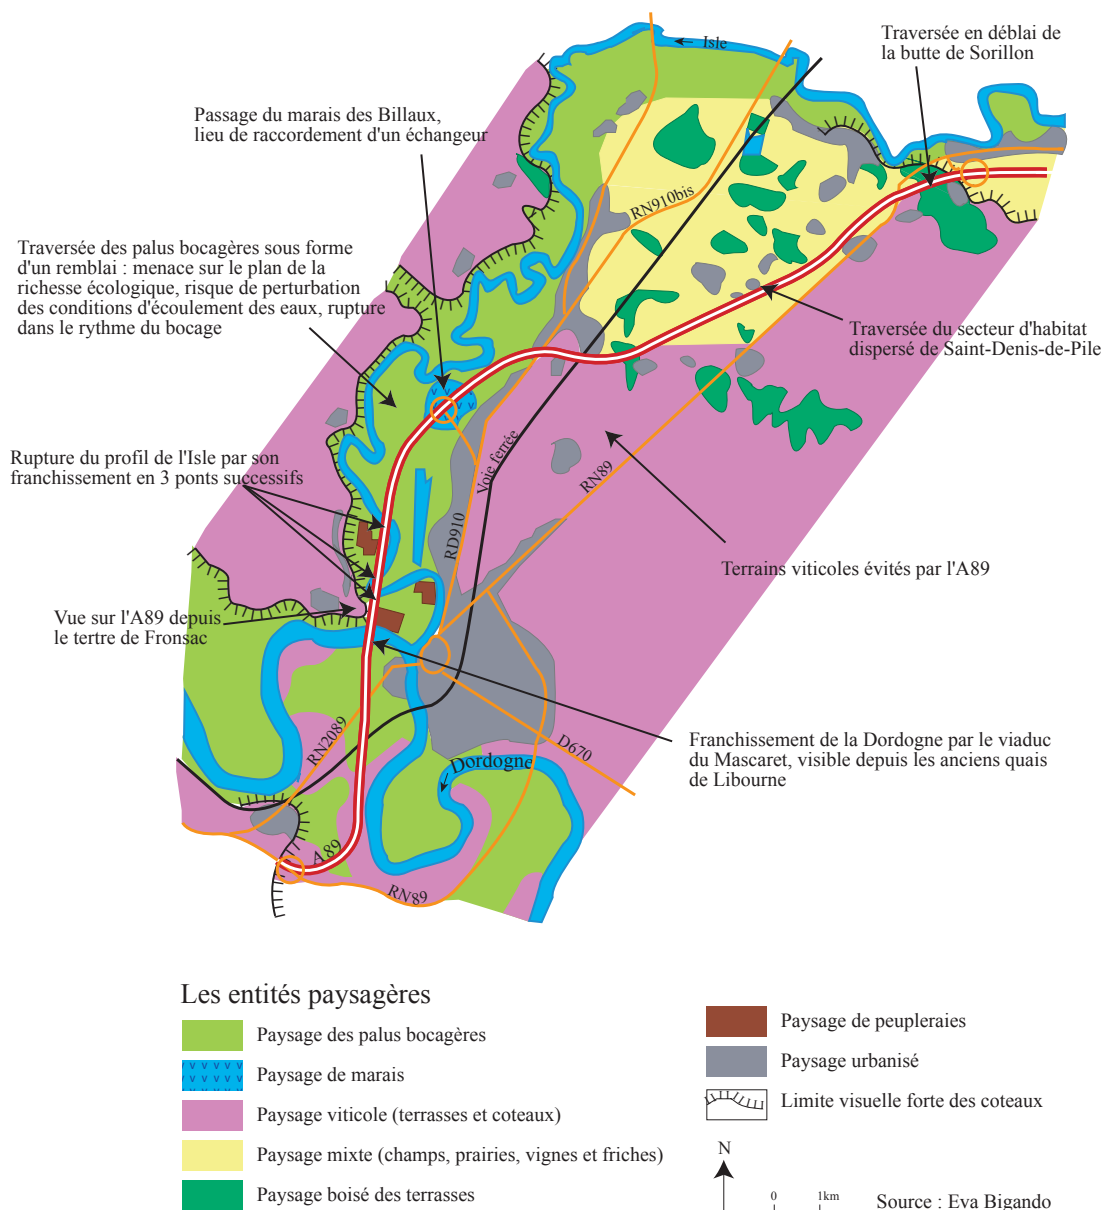 Traversée en déblai de
la butte de Sorillon
Isle
Passage du marais des Billaux,
lieu de raccordement d'un échangeur
RN910bis
Traversée des palus bocagères sous forme
d'un remblai : menace sur le plan de la
richesse écologique, risque de perturbation
des conditions d'écoulement des eaux, rupture
dans le rythme du bocage
Traversée du secteur d'habitat
dispersé de Saint-Denis-de-Pile
Rupture du profil de l'Isle par son
franchissement en 3 ponts successifs
Voie ferrée
RN89
RD910
Terrains viticoles évités par l'A89
Vue sur l'A89 depuis
le tertre de Fronsac
RN2089
D670
Dordogne
Franchissement de la Dordogne par le viaduc
du Mascaret, visible depuis les anciens quais
de Libourne
A89
RN89
Les entités paysagères
Paysage des palus bocagères
Paysage de marais
Paysage viticole (terrasses et coteaux)
Paysage mixte (champs, prairies, vignes et friches)
Paysage boisé des terrasses
Paysage de peupleraies
Paysage urbanisé
Limite visuelle forte des coteaux
N
0 1km
Source : Eva Bigando